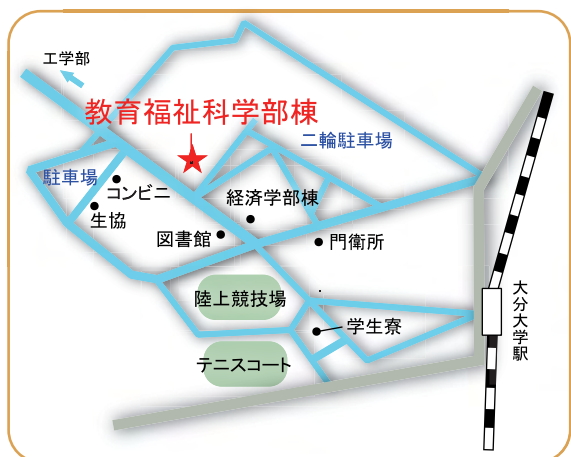 工学部
教育福祉科学部棟
二輪駐車場
駐車場
コンビニ
生協
経済学部棟
図書館
門衛所
陸上競技場
大分大学駅
学生寮
テニスコート